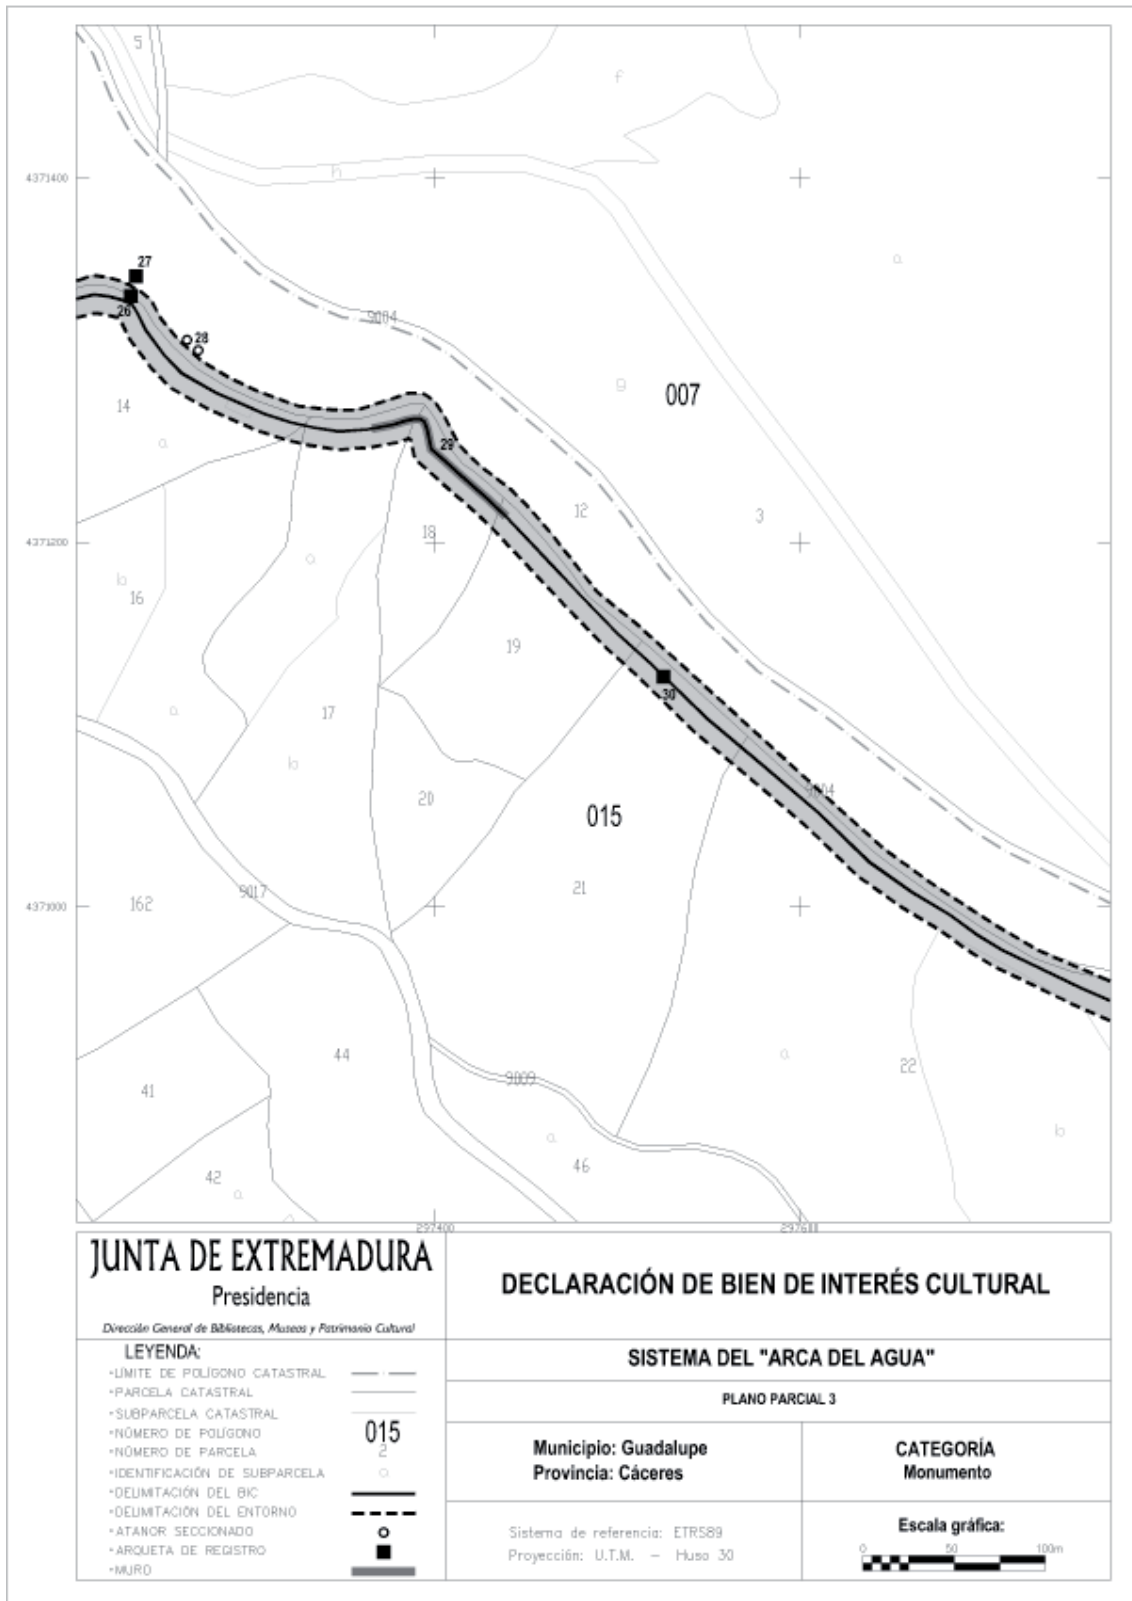 5
f
4371400
h
a
27
26
9004
28
g
007
14
a
29
12
3
18
4371200
a
b
16
19
30
a
17
b
20
9004
015
21
4371000
162
9017
44
a
22
9009
41
a
b
46
42
a
297400
297600
JUNTA DE EXTREMADURA
Presidencia
Dirección General de Bibliotecas, Museos y Patrimonio Cultural
DECLARACIÓN DE BIEN DE INTERÉS CULTURAL
LEYENDA:
•LÍMITE DE POLÍGONO CATASTRAL
•PARCELA CATASTRAL
•SUBPARCELA CATASTRAL
•NÚMERO DE POLÍGONO 015
•NÚMERO DE PARCELA 2
•IDENTIFICACIÓN DE SUBPARCELA a
•DELIMITACIÓN DEL BIC
•DELIMITACIÓN DEL ENTORNO
•ATANOR SECCIONADO
•ARQUETA DE REGISTRO
•MURO
SISTEMA DEL "ARCA DEL AGUA"
PLANO PARCIAL 3
Municipio: Guadalupe
Provincia: Cáceres
CATEGORÍA
Monumento
Sistema de referencia: ETRS89
Proyección: U.T.M. – Huso 30
Escala gráfica:
0 50 100m